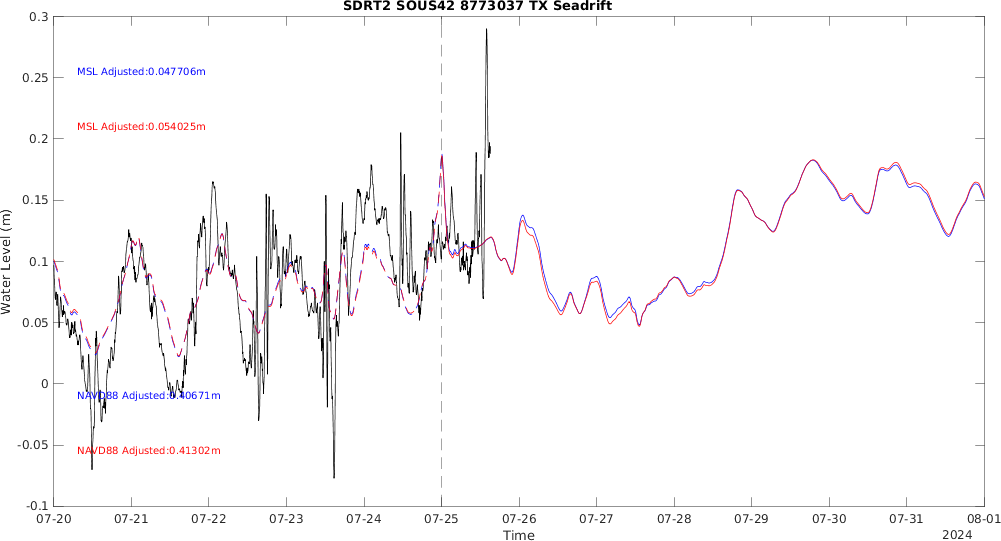 SDRT2 SOUS42 8773037 TX Seadrift
0.3
0.25
0.2
0.15
0.1
0.05
0
-0.05
-0.1
Water Level (m)
MSL Adjusted:0.047706m
MSL Adjusted:0.054025m
NAVD88 Adjusted:0.40671m
NAVD88 Adjusted:0.41302m
07-20 07-21 07-22 07-23 07-24 07-25 07-26 07-27 07-28 07-29 07-30 07-31 08-01
Time
2024